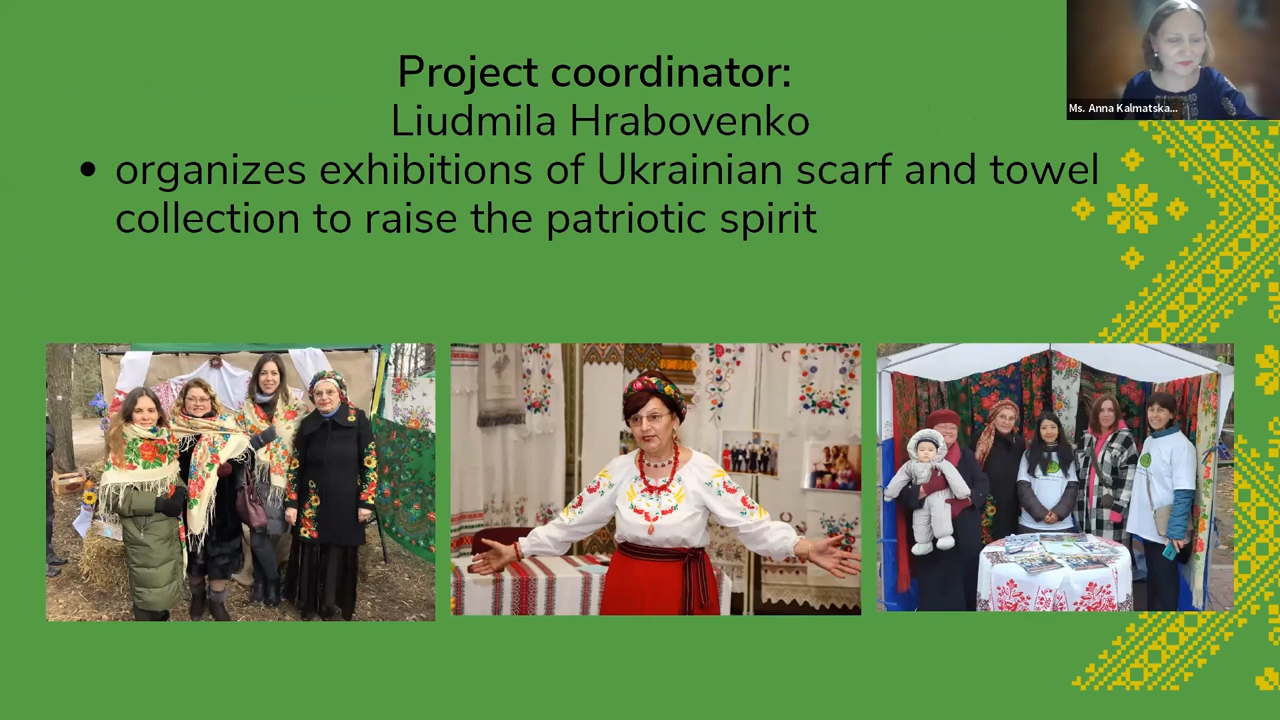 Project coordinator:
Liudmila Hrabovenko
• organizes exhibitions of Ukrainian scarf and towel
collection to raise the patriotic spirit
Ms. Anna Kalmatska...